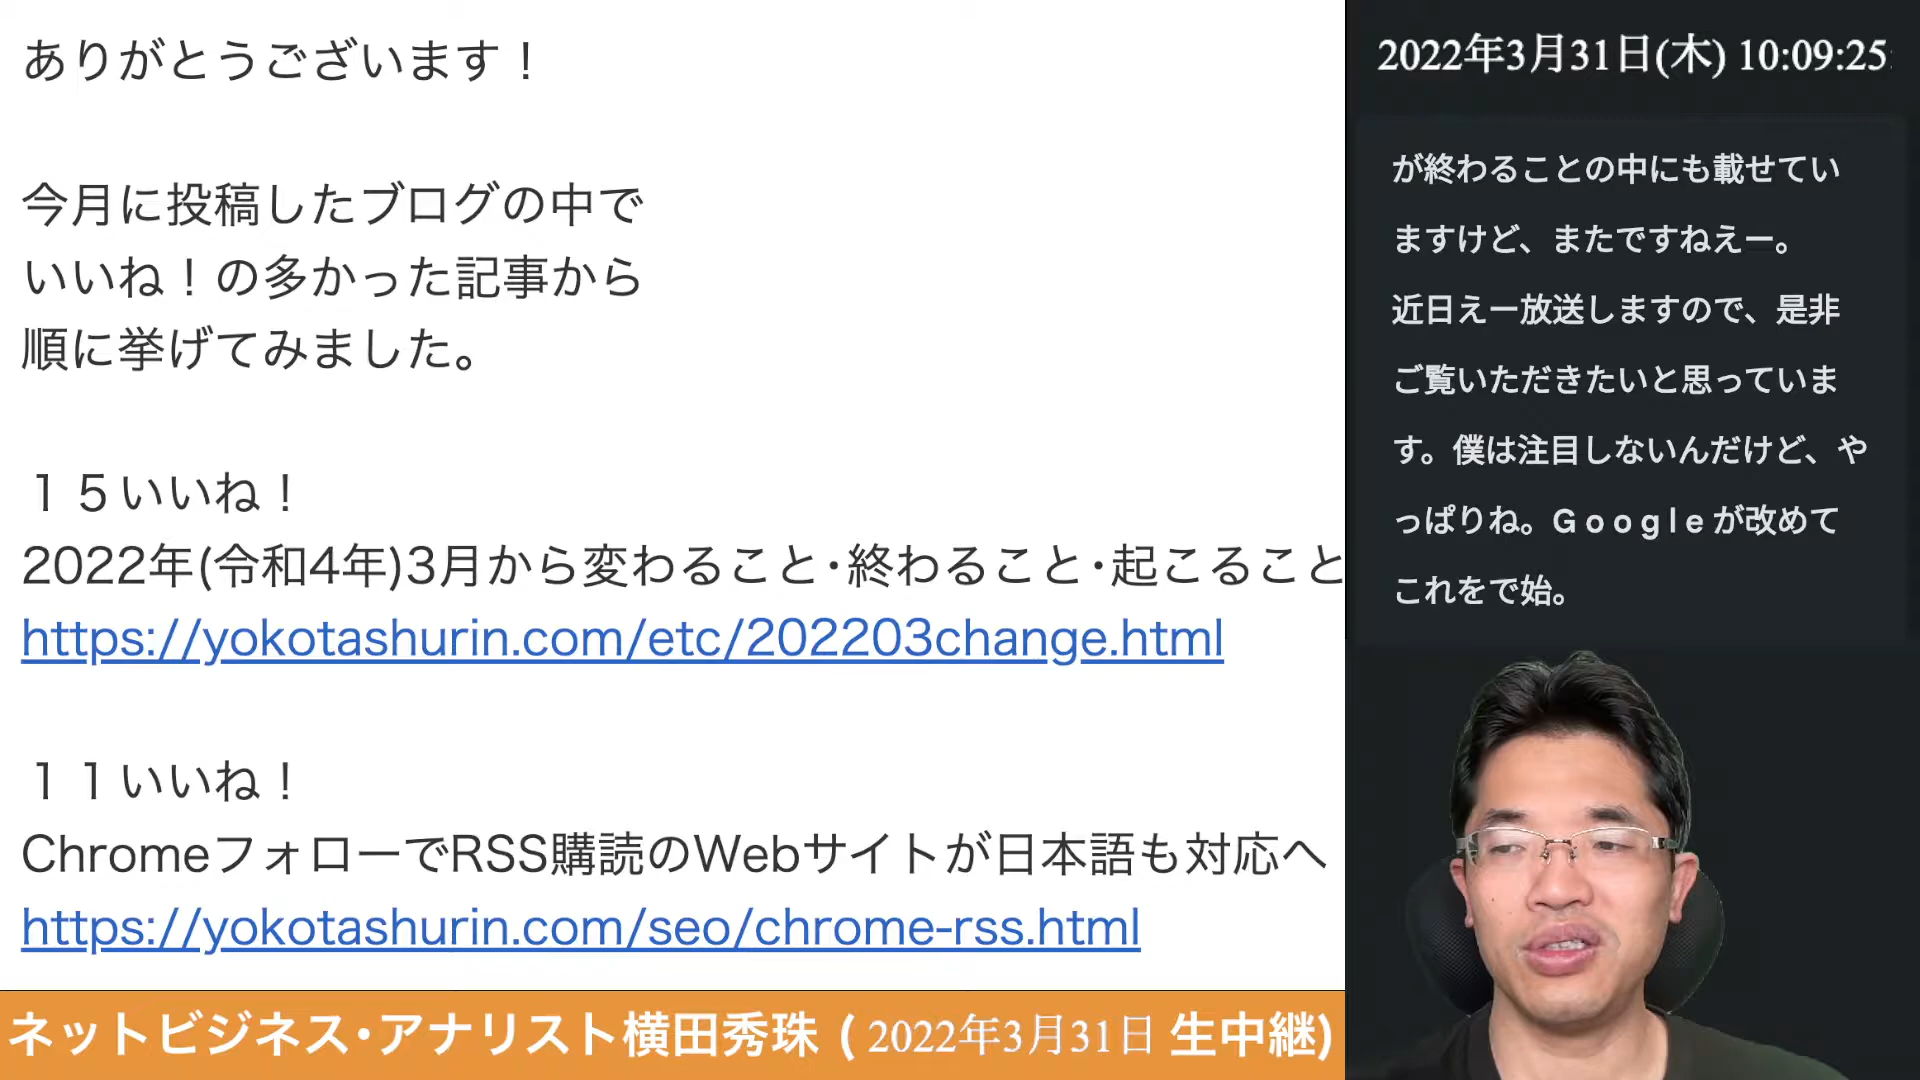 ありがとうございます！
今月に投稿したブログの中で
いいね！の多かった記事から
順に挙げてみました。
１５いいね！
2022年(令和4年)3月から変わること･終わること･起こること
https://yokotashurin.com/etc/202203change.html
１１いいね！
ChromeフォローでRSS購読のWebサイトが日本語も対応へ
https://yokotashurin.com/seo/chrome-rss.html
ネットビジネス･アナリスト横田秀珠 ( 2022年3月31日 生中継)
2022年3月31日(木) 10:09:25
が終わることの中にも載せてい
ますけど、またですねえー。
近日えー放送しますので、是非
ご覧いただきたいと思っていま
す。僕は注目しないんだけど、や
っぱりね。Ｇｏｏｇｌｅが改めて
これをで始。